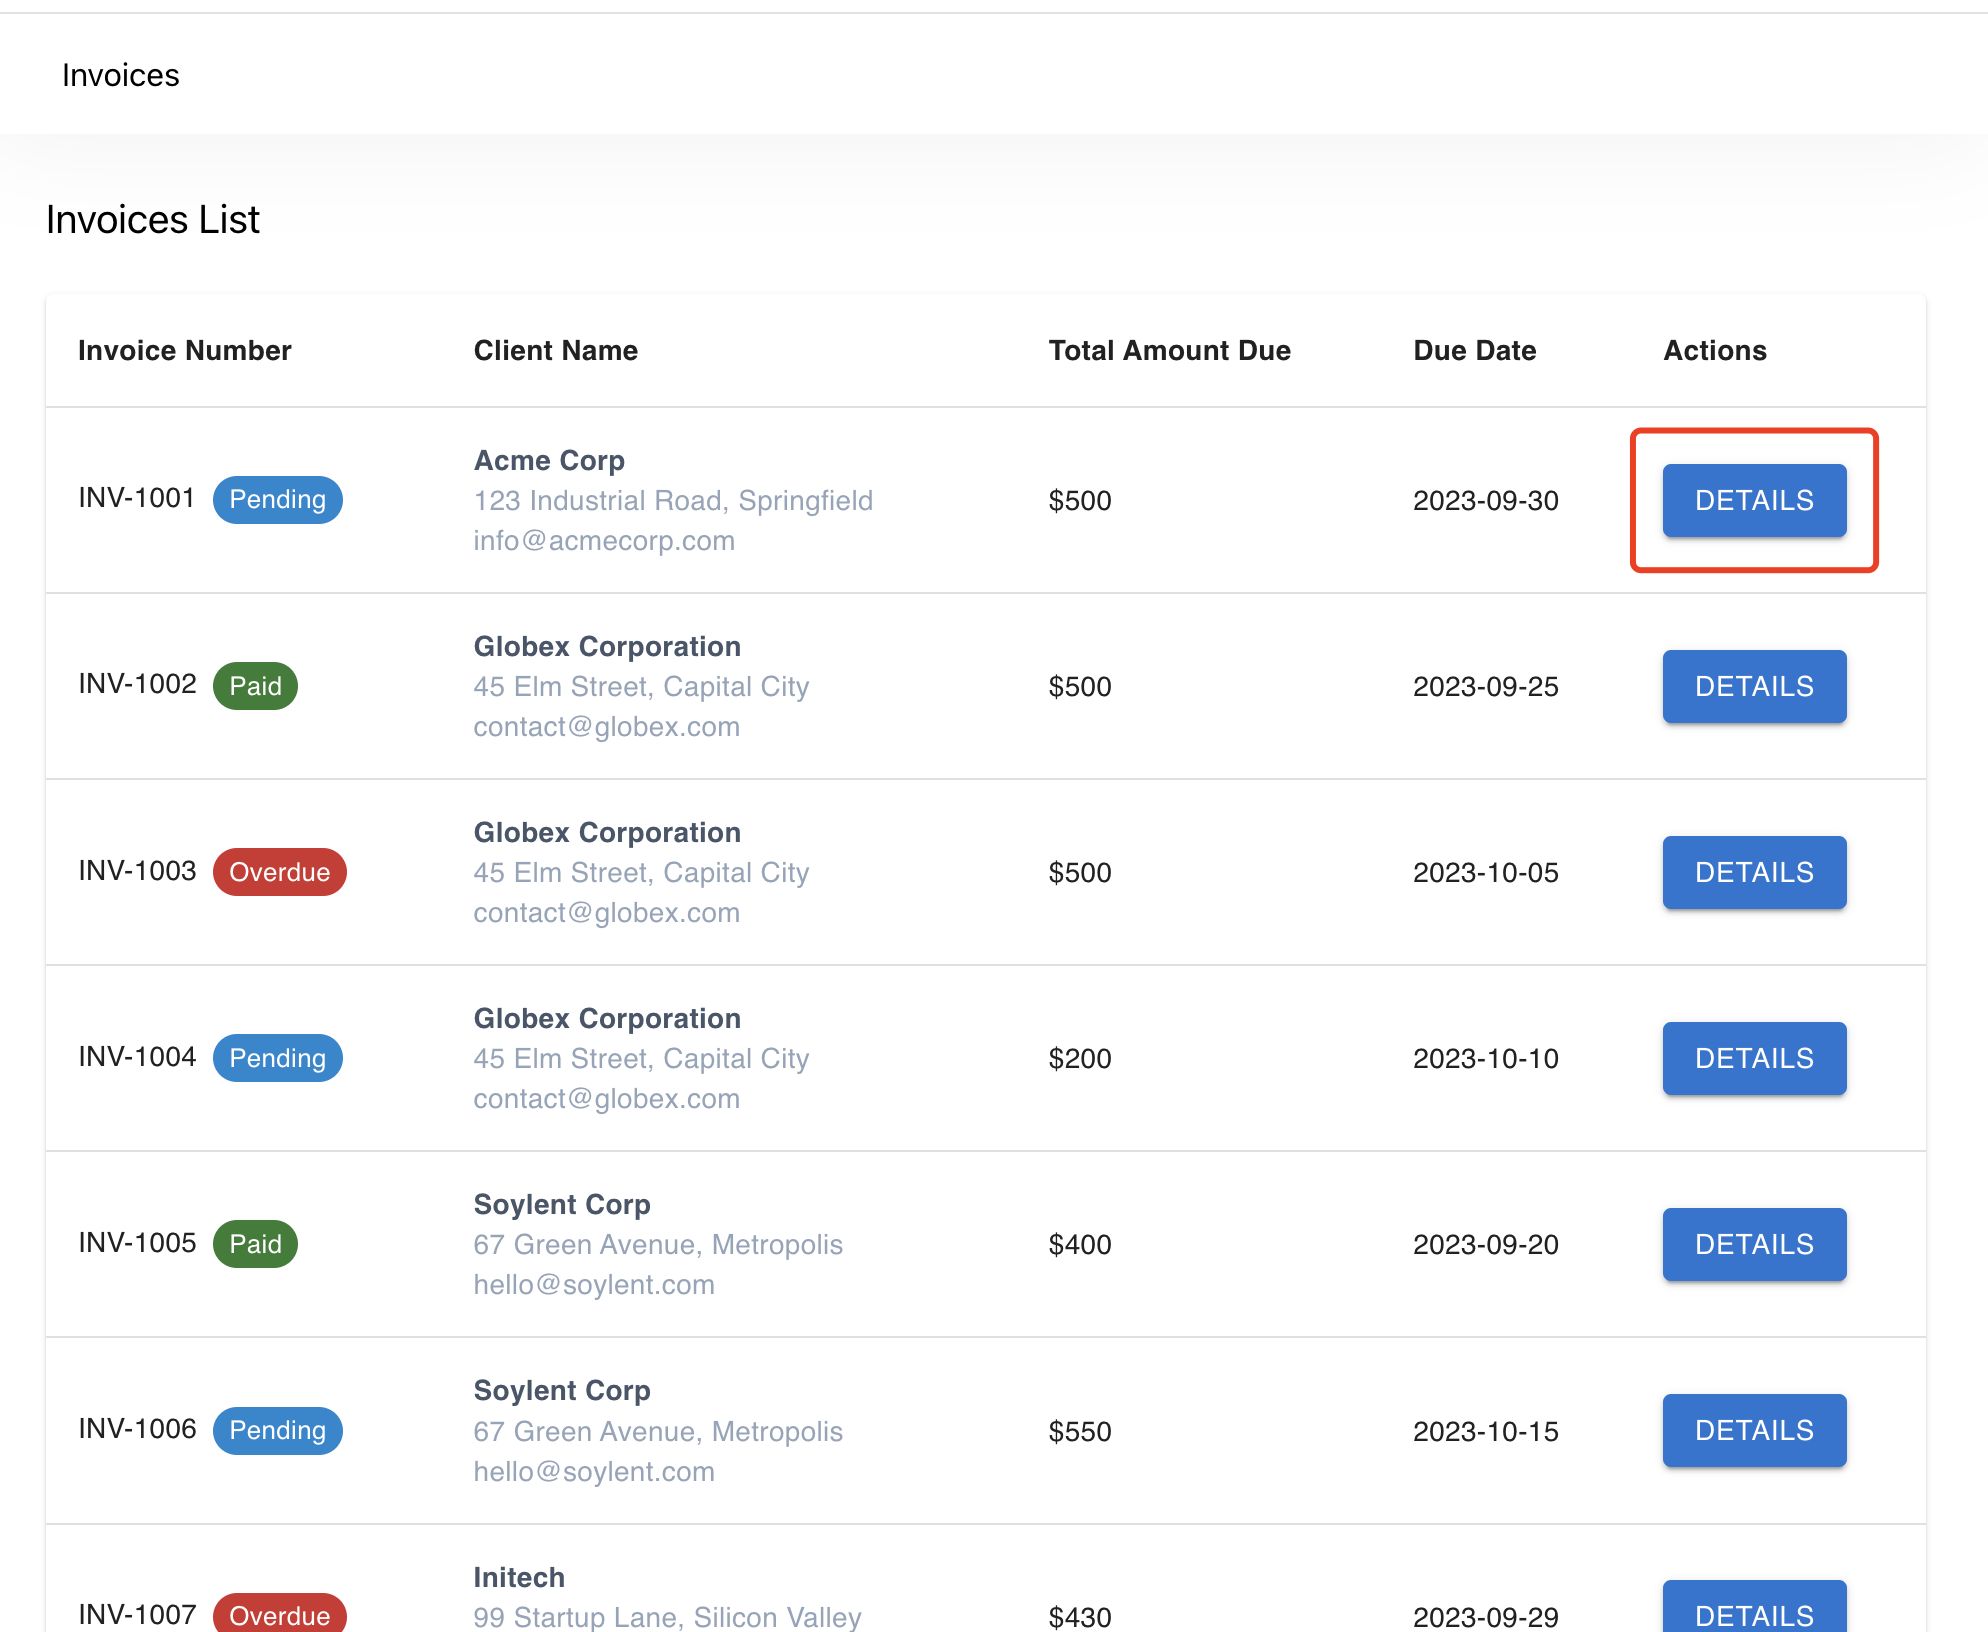 Invoices
Invoices List
Invoice Number Client Name Total Amount Due Due Date Actions
INV-1001 Pending Acme Corp $500 2023-09-30 DETAILS
123 Industrial Road, Springfield
info@acmecorp.com
INV-1002 Paid Globex Corporation $500 2023-09-25 DETAILS
45 Elm Street, Capital City
contact@globex.com
INV-1003 Overdue Globex Corporation $500 2023-10-05 DETAILS
45 Elm Street, Capital City
contact@globex.com
INV-1004 Pending Globex Corporation $200 2023-10-10 DETAILS
45 Elm Street, Capital City
contact@globex.com
INV-1005 Paid Soylent Corp $400 2023-09-20 DETAILS
67 Green Avenue, Metropolis
hello@soylent.com
INV-1006 Pending Soylent Corp $550 2023-10-15 DETAILS
67 Green Avenue, Metropolis
hello@soylent.com
INV-1007 Overdue Initech $430 2023-09-29 DETAILS
99 Startup Lane, Silicon Valley